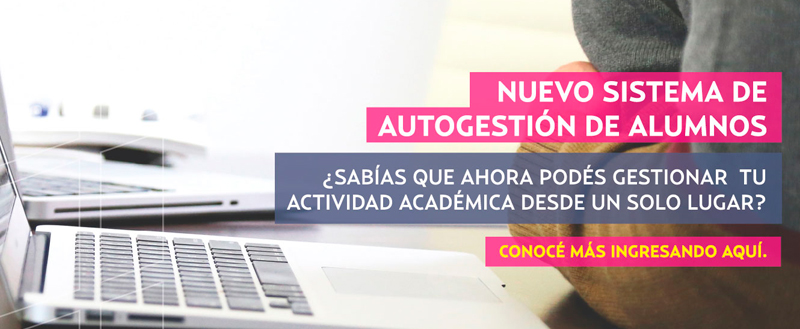 NUEVO SISTEMA DE
AUTOGESTIÓN DE ALUMNOS
¿SABÍAS QUE AHORA PODÉS GESTIONAR TU
ACTIVIDAD ACADÉMICA DESDE UN SOLO LUGAR?
CONOCÉ MÁS INGRESANDO AQUÍ.